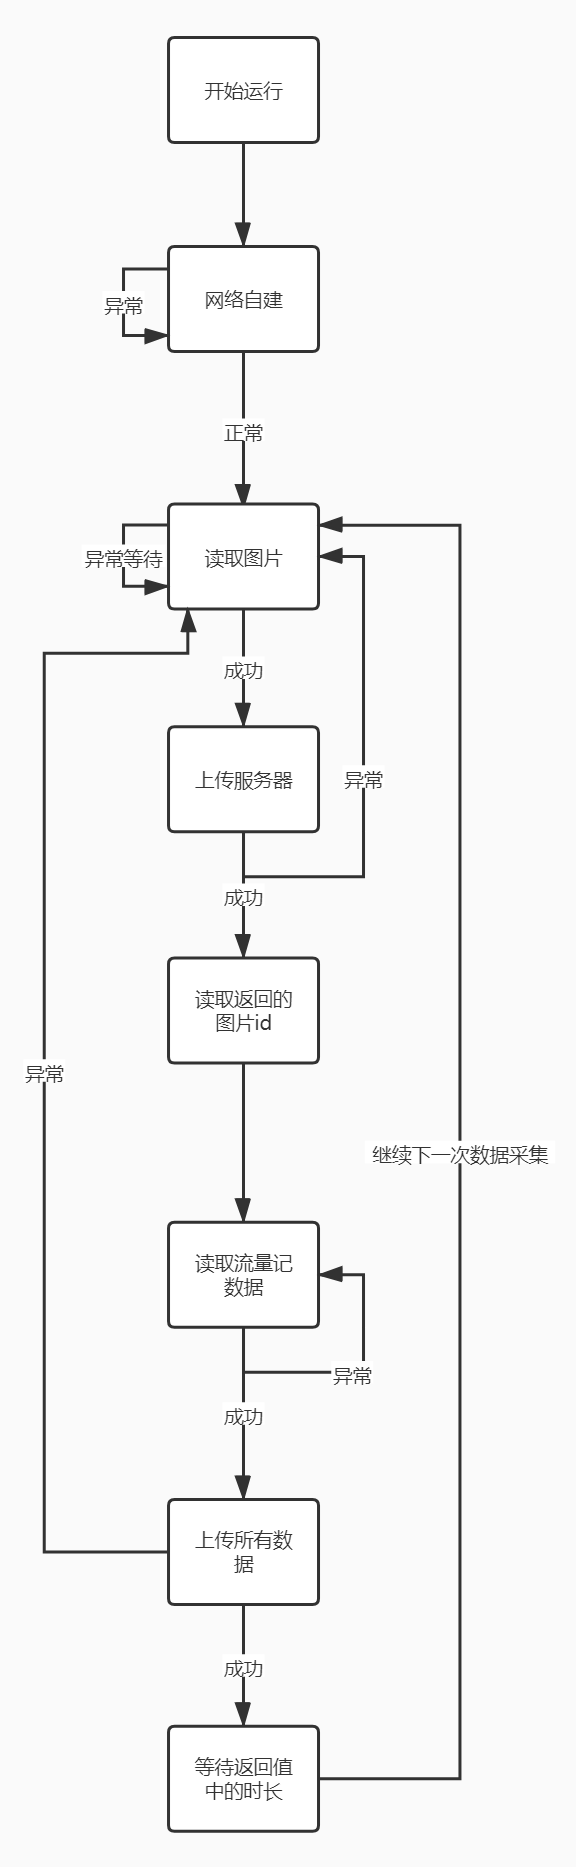 开始运行
网络自建
异常
正常
读取图片
异常等待
成功
上传服务器
异常
成功
读取返回的
图片id
异常
继续下一次数据采集
读取流量记
数据
异常
成功
上传所有数
据
成功
等待返回值
中的时长